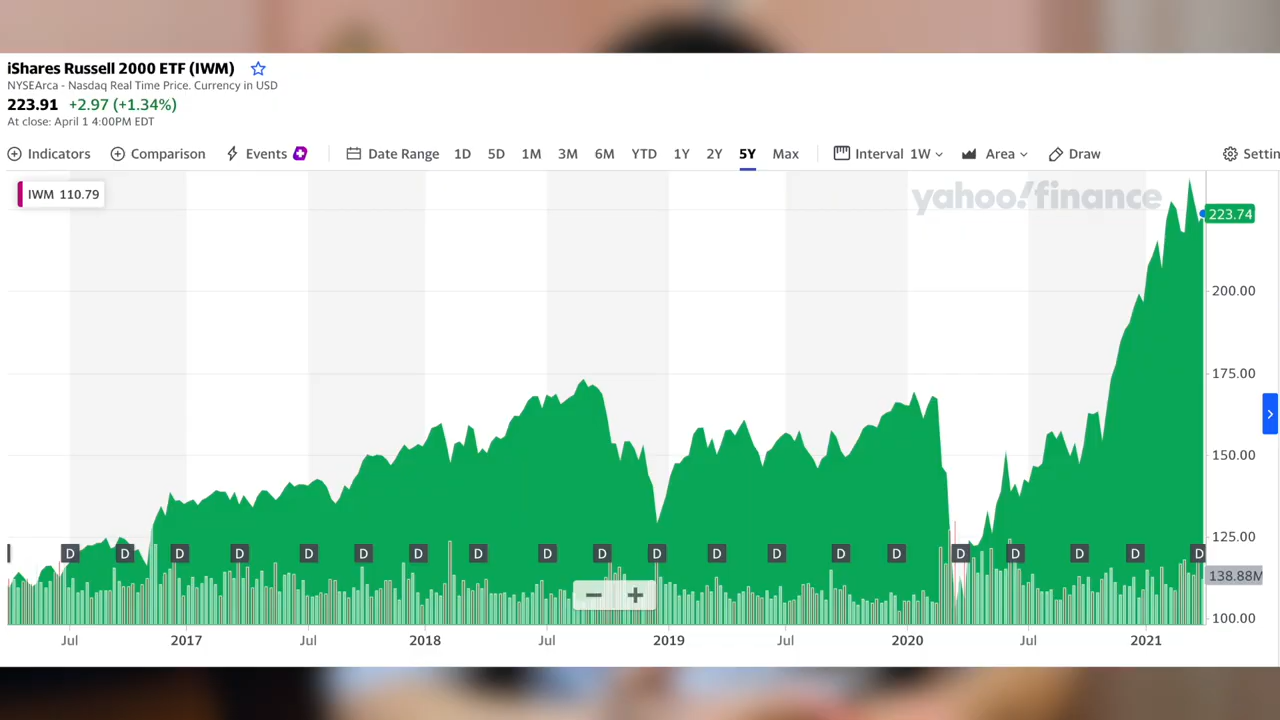 iShares Russell 2000 ETF (IWM)
NYSEArca - Nasdaq Real Time Price. Currency in USD
223.91 +2.97 (+1.34%)
At close: April 1 4:00PM EDT
Indicators Comparison Events Date Range 1D 5D 1M 3M 6M YTD 1Y 2Y 5Y Max Interval 1W Area Draw Settin
IWM 110.79
yahoo!finance
223.74
200.00
175.00
150.00
125.00
D D D D D D D D D D D D D D D D D D D D
138.88M
− +
100.00
Jul 2017 Jul 2018 Jul 2019 Jul 2020 Jul 2021